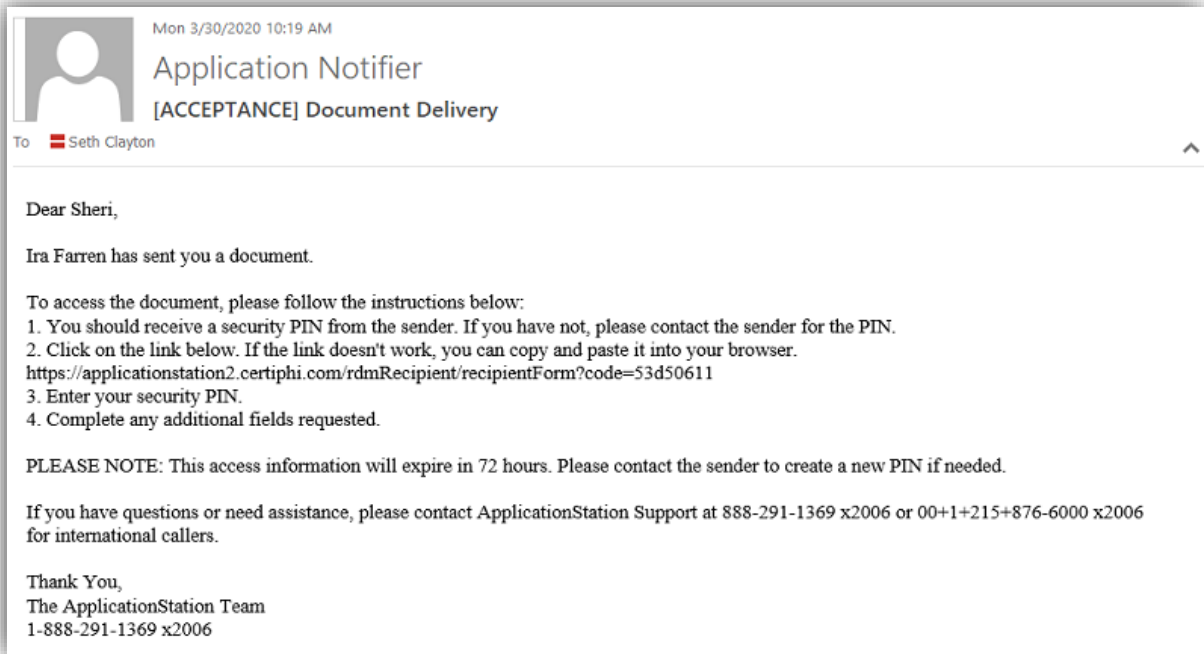 Mon 3/30/2020 10:19 AM
Application Notifier
[ACCEPTANCE] Document Delivery
To Seth Clayton
Dear Sheri,
Ira Farren has sent you a document.
To access the document, please follow the instructions below:
1. You should receive a security PIN from the sender. If you have not, please contact the sender for the PIN.
2. Click on the link below. If the link doesn't work, you can copy and paste it into your browser.
https://applicationstation2.certiphi.com/rdmRecipient/recipientForm?code=53d50611
3. Enter your security PIN.
4. Complete any additional fields requested.
PLEASE NOTE: This access information will expire in 72 hours. Please contact the sender to create a new PIN if needed.
If you have questions or need assistance, please contact ApplicationStation Support at 888-291-1369 x2006 or 00+1+215+876-6000 x2006
for international callers.
Thank You,
The ApplicationStation Team
1-888-291-1369 x2006